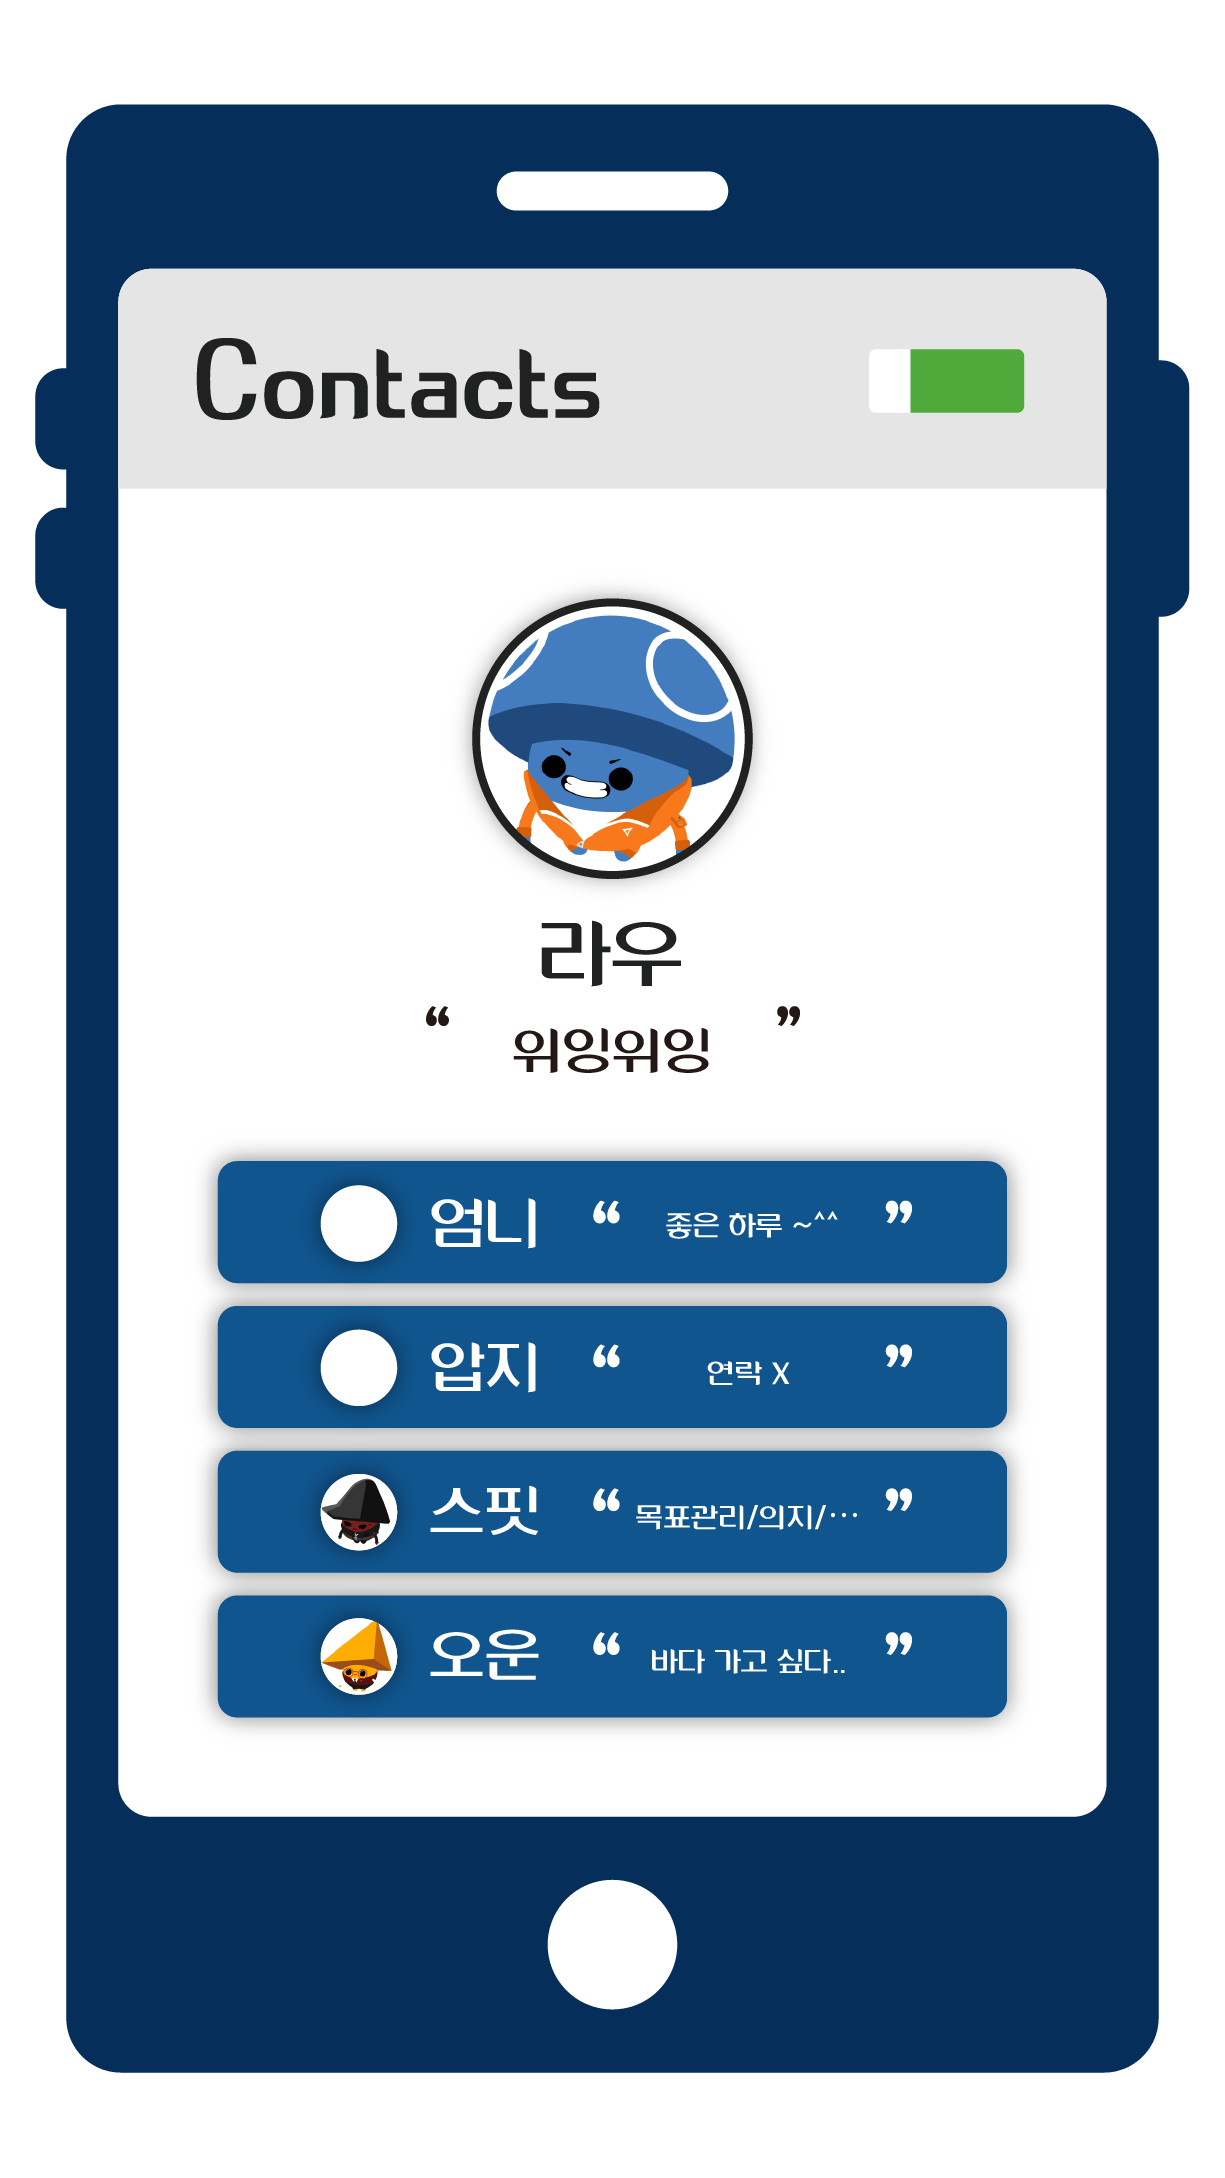 Contacts
라우
“ 위잉위잉 ”
엄니 “ 좋은 하루 ~^^ ”
압지 “ 연락 X ”
스핏 “ 목표관리/의지/… ”
오운 “ 바다 가고 싶다.. ”